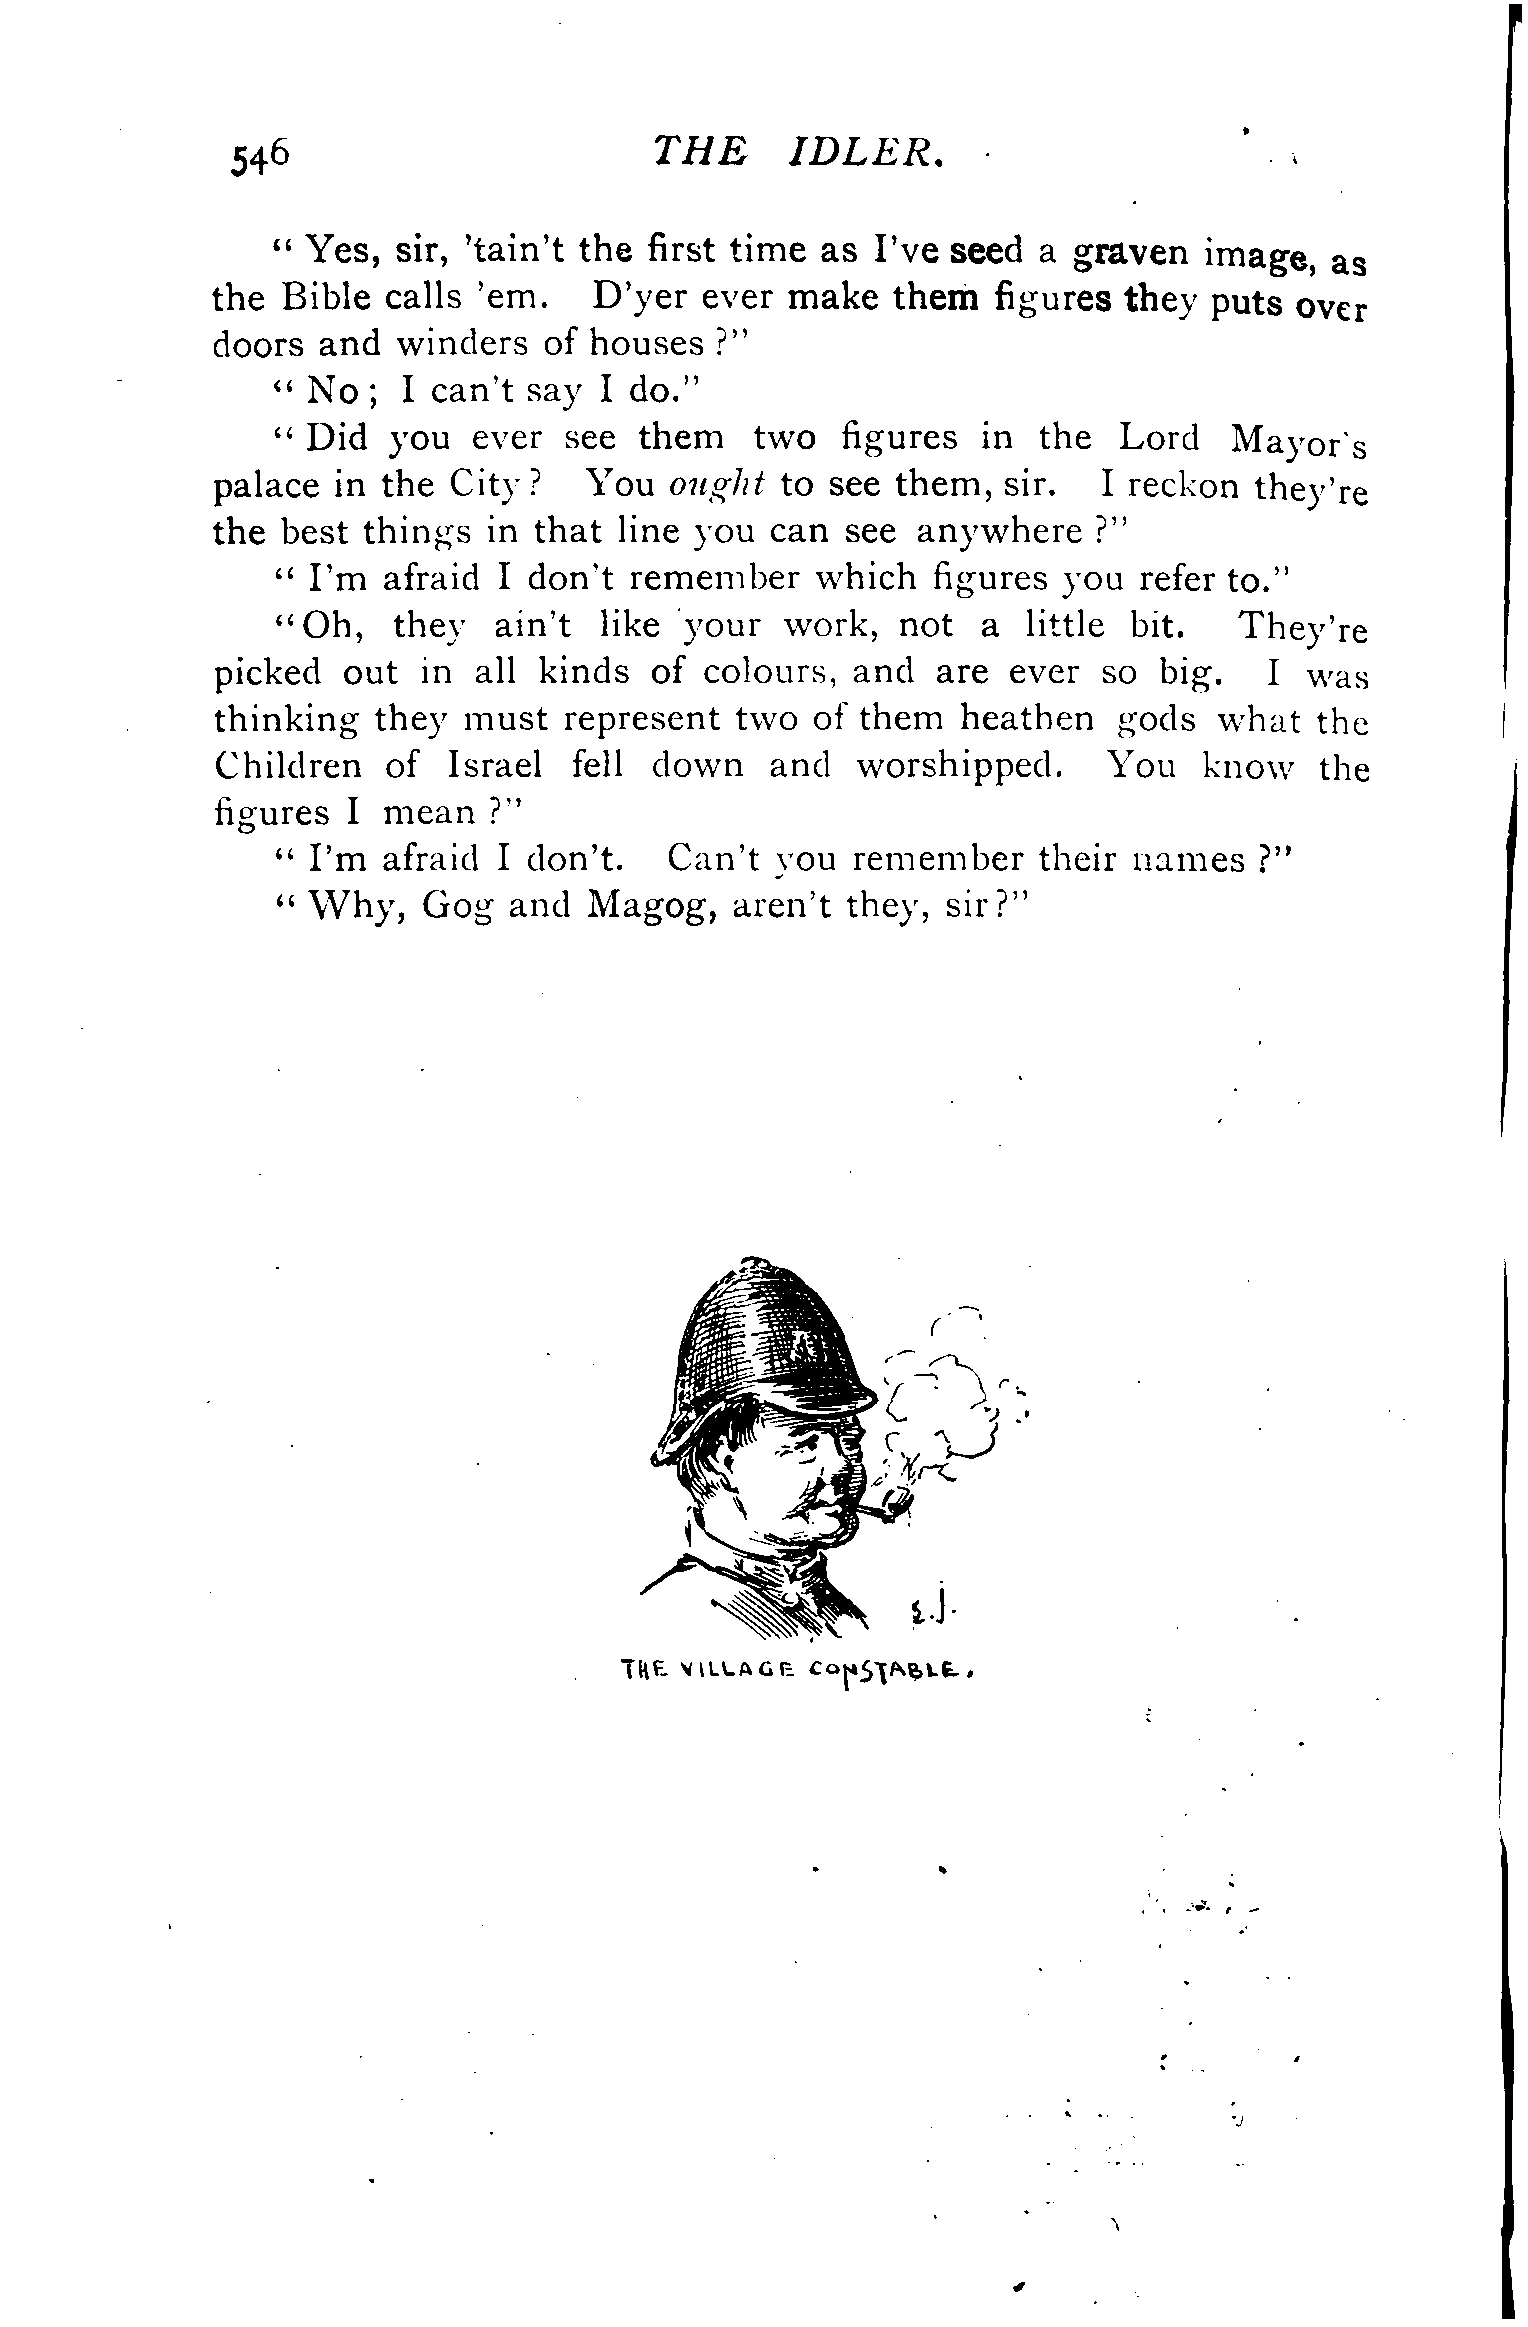 546 THE IDLER.
“ Yes, sir, ’tain’t the first time as I’ve seed a graven image, as
the Bible calls ’em. D’yer ever make them figures they puts over
doors and winders of houses ?”
“ No ; I can’t say I do.”
“ Did you ever see them two figures in the Lord Mayor’s
palace in the City ? You ought to see them, sir. I reckon they’re
the best things in that line you can see anywhere ?”
“ I’m afraid I don’t remember which figures you refer to.”
“Oh, they ain’t like your work, not a little bit. They’re
picked out in all kinds of colours, and are ever so big. I was
thinking they must represent two of them heathen gods what the
Children of Israel fell down and worshipped. You know the
figures I mean ?”
“ I’m afraid I don’t. Can’t you remember their names ?”
“ Why, Gog and Magog, aren’t they, sir?”
E.J.
THE VILLAGE CONSTABLE.